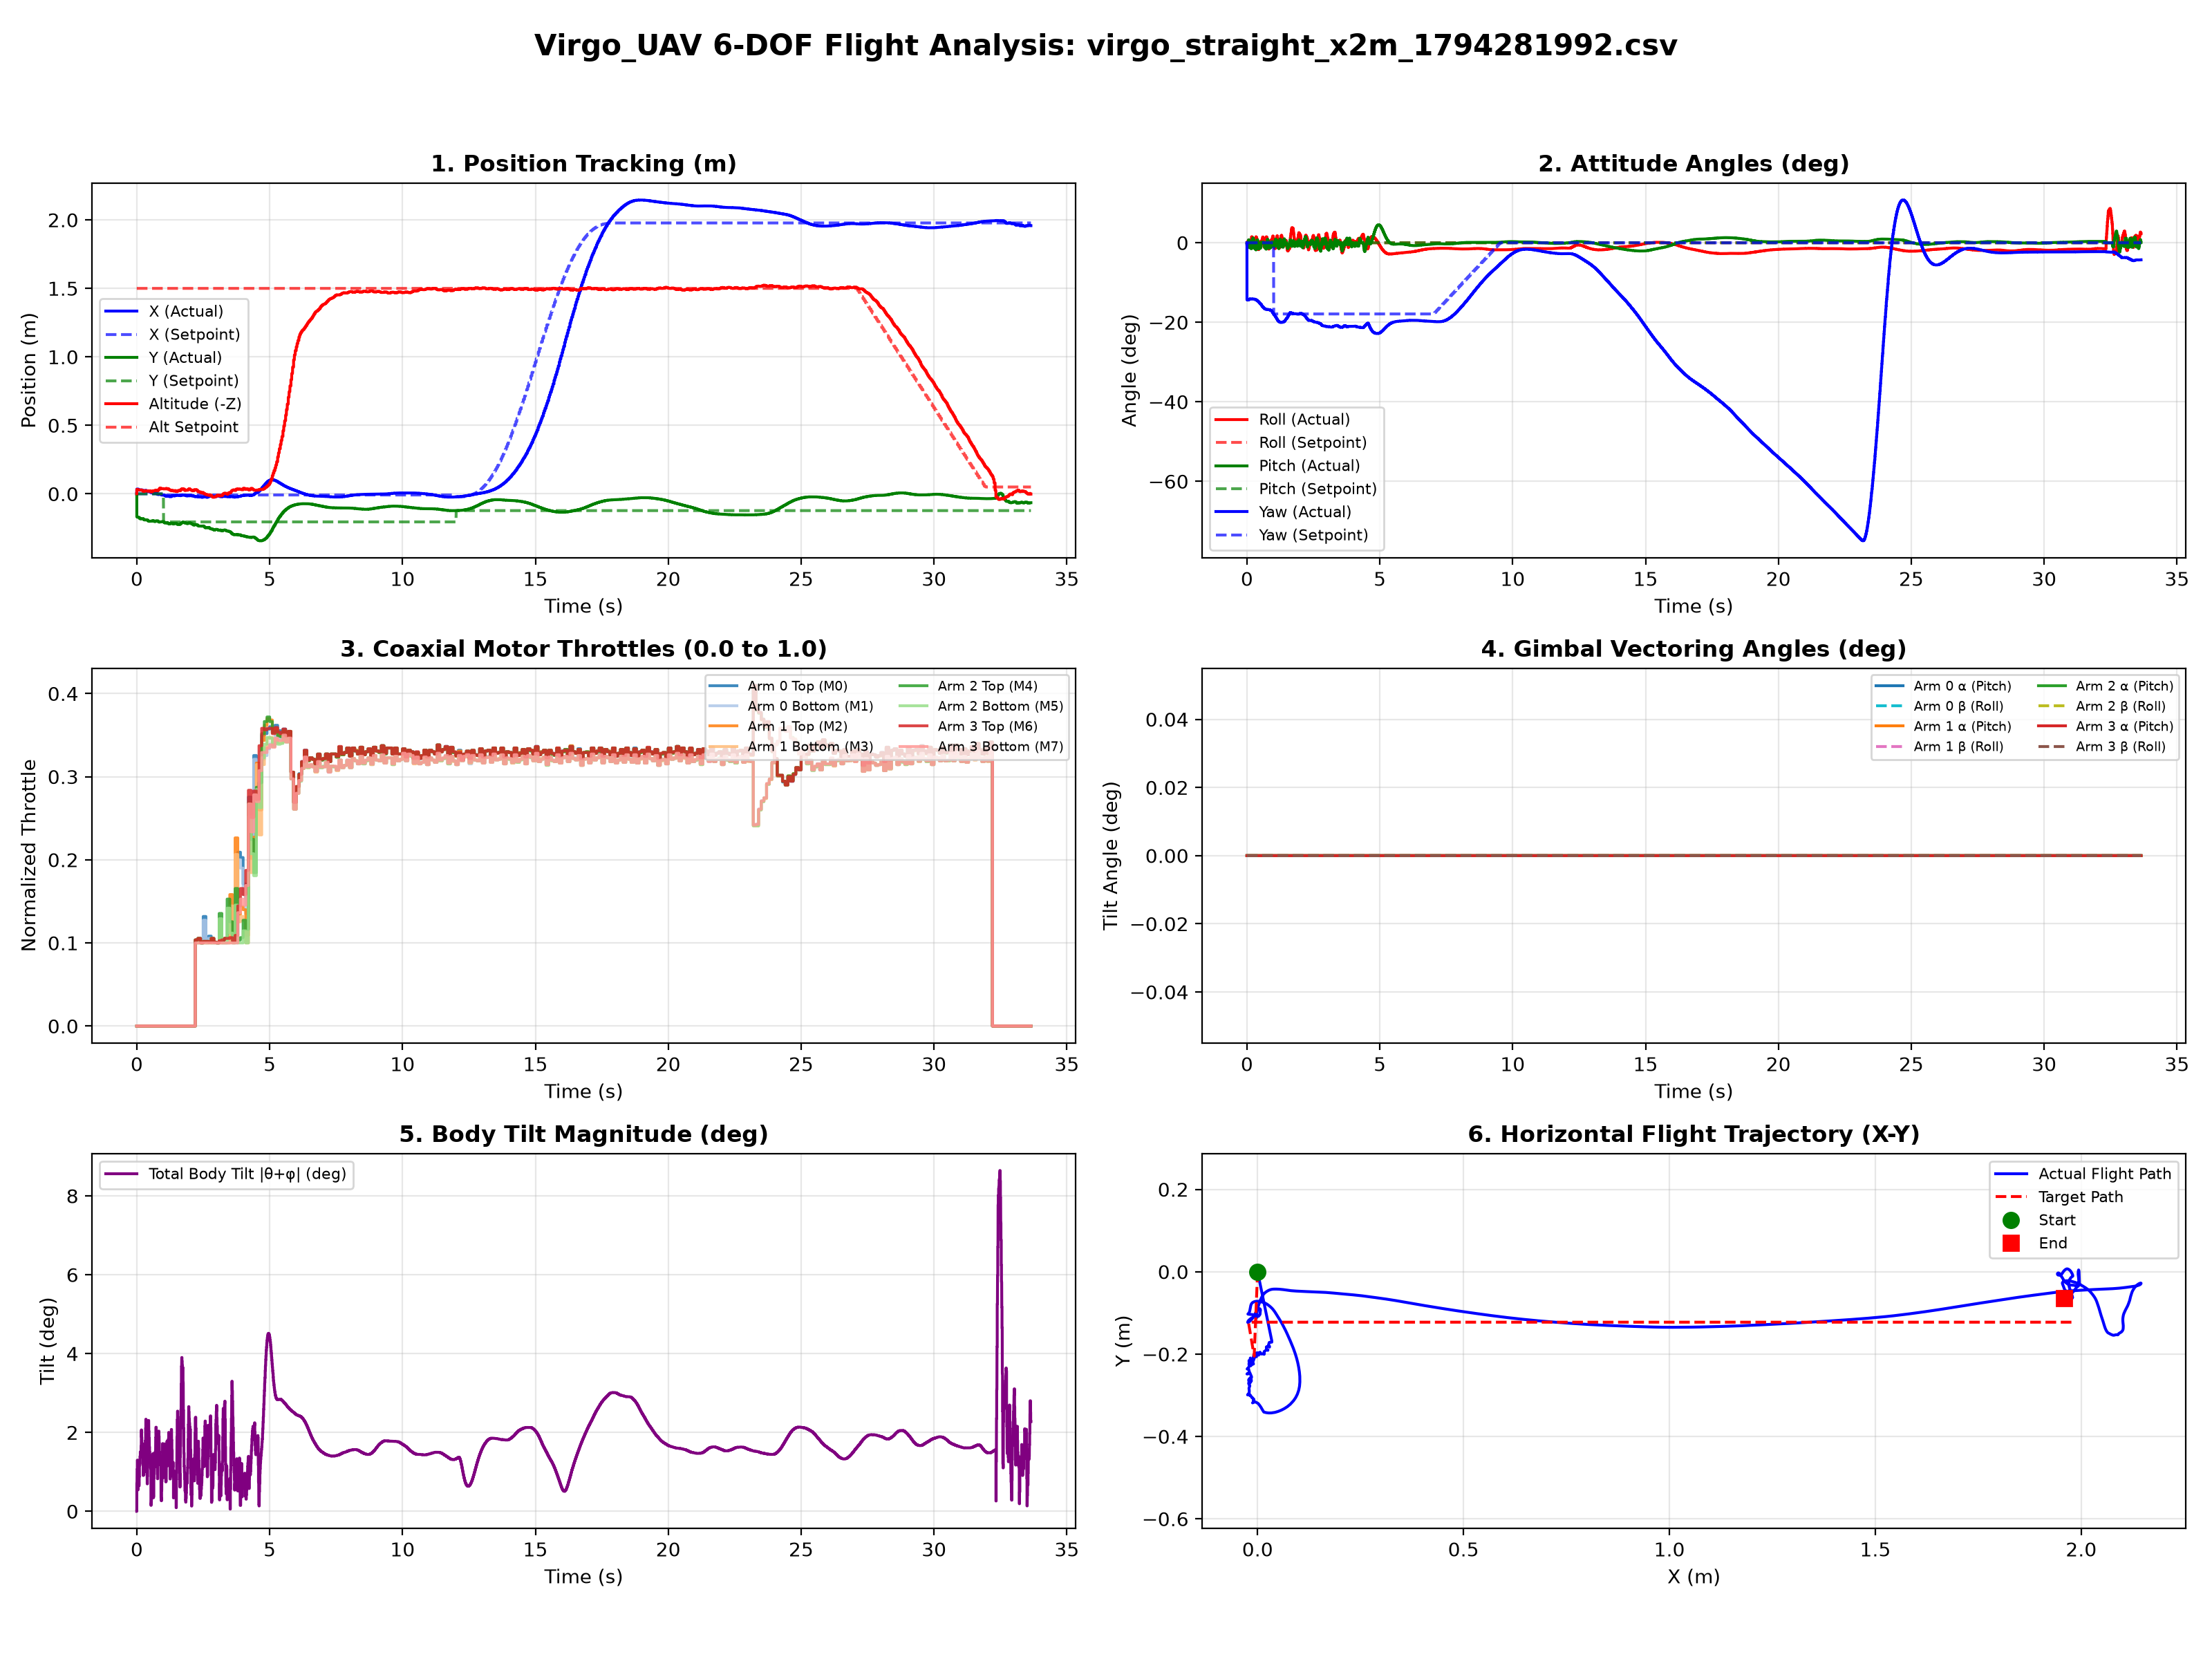 Virgo_UAV 6-DOF Flight Analysis: virgo_straight_x2m_1794281992.csv
1. Position Tracking (m)
Position (m)
2.0
1.5
1.0
0.5
0.0
X (Actual)
X (Setpoint)
Y (Actual)
Y (Setpoint)
Altitude (-Z)
Alt Setpoint
0 5 10 15 20 25 30 35
Time (s)
2. Attitude Angles (deg)
Angle (deg)
0
−20
−40
−60
Roll (Actual)
Roll (Setpoint)
Pitch (Actual)
Pitch (Setpoint)
Yaw (Actual)
Yaw (Setpoint)
0 5 10 15 20 25 30 35
Time (s)
3. Coaxial Motor Throttles (0.0 to 1.0)
Normalized Throttle
0.4
0.3
0.2
0.1
0.0
Arm 0 Top (M0) Arm 2 Top (M4)
Arm 0 Bottom (M1) Arm 2 Bottom (M5)
Arm 1 Top (M2) Arm 3 Top (M6)
Arm 1 Bottom (M3) Arm 3 Bottom (M7)
0 5 10 15 20 25 30 35
Time (s)
4. Gimbal Vectoring Angles (deg)
Tilt Angle (deg)
0.04
0.02
0.00
−0.02
−0.04
Arm 0 α (Pitch) Arm 2 α (Pitch)
Arm 0 β (Roll) Arm 2 β (Roll)
Arm 1 α (Pitch) Arm 3 α (Pitch)
Arm 1 β (Roll) Arm 3 β (Roll)
0 5 10 15 20 25 30 35
Time (s)
5. Body Tilt Magnitude (deg)
Tilt (deg)
8
6
4
2
0
Total Body Tilt |θ+φ| (deg)
0 5 10 15 20 25 30 35
Time (s)
6. Horizontal Flight Trajectory (X-Y)
Y (m)
0.2
0.0
−0.2
−0.4
−0.6
Actual Flight Path
Target Path
Start
End
0.0 0.5 1.0 1.5 2.0
X (m)